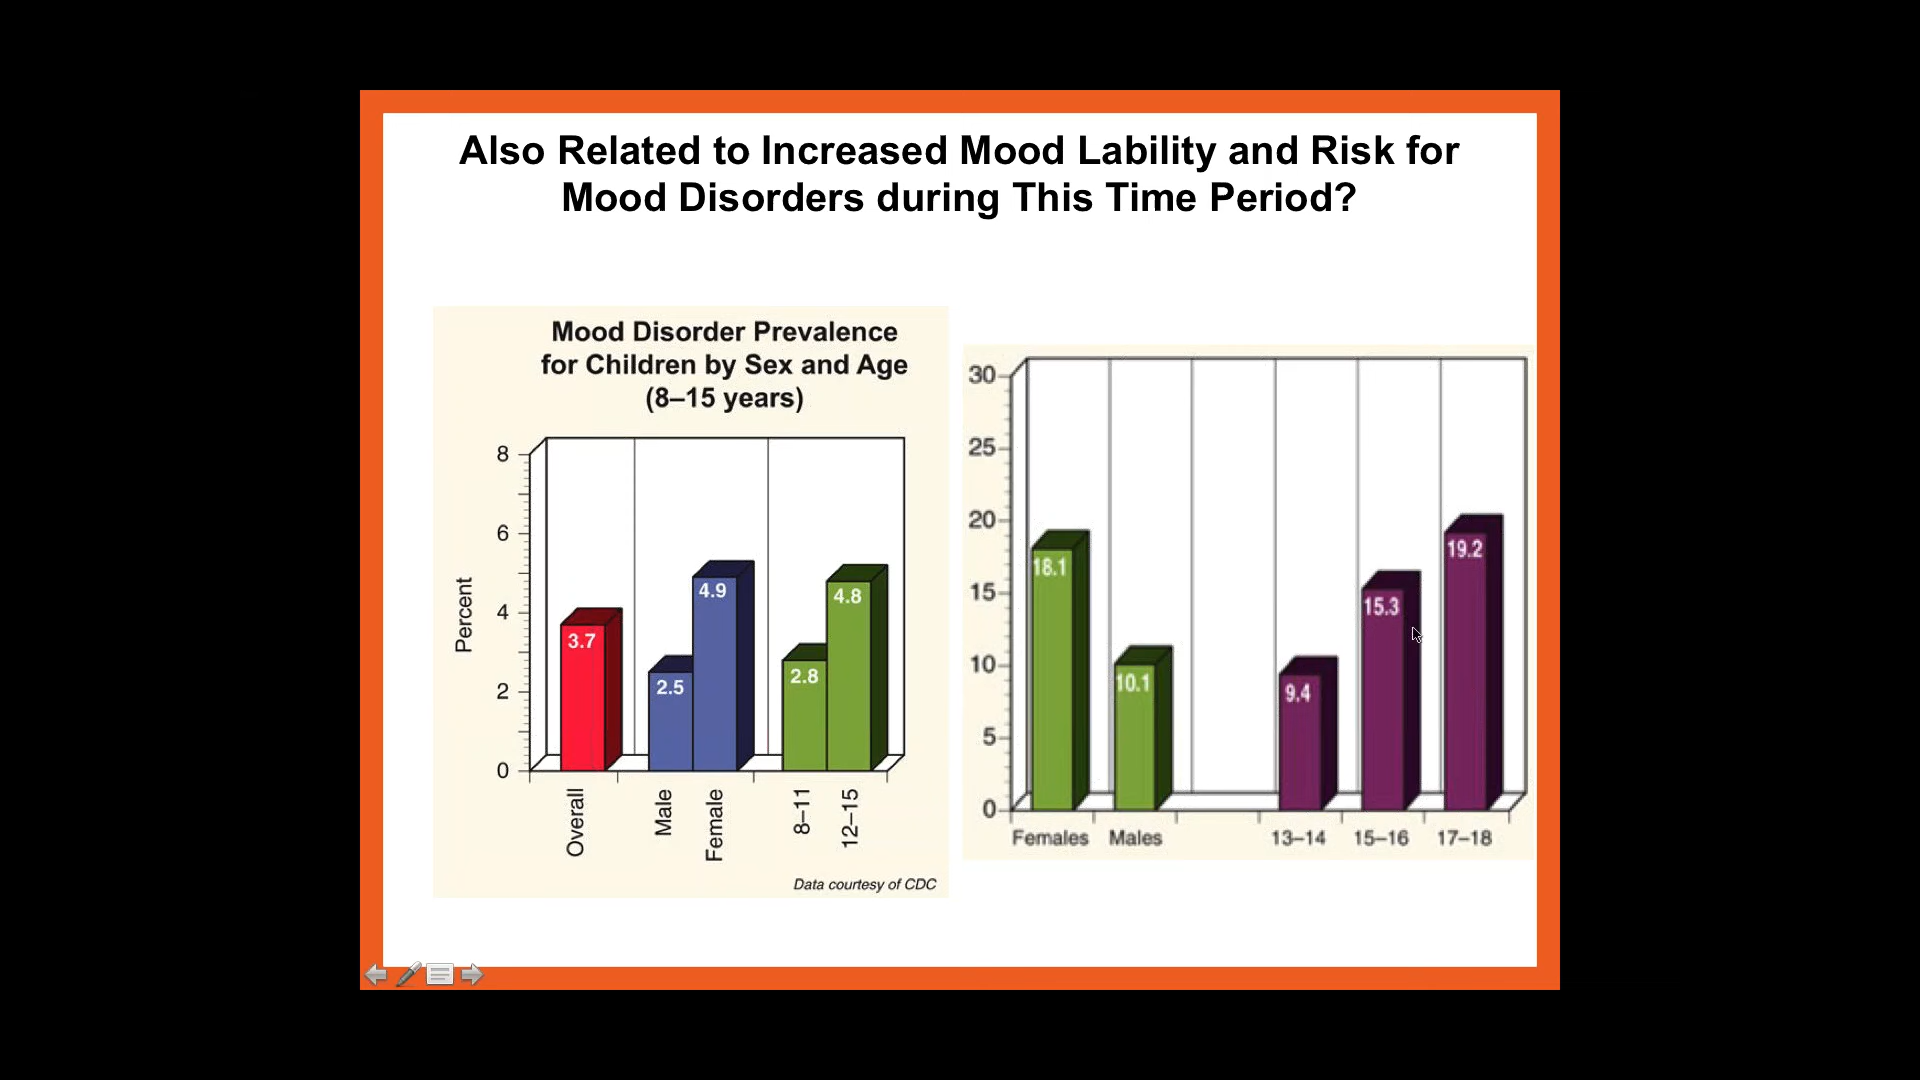 Also Related to Increased Mood Lability and Risk for
Mood Disorders during This Time Period?
Mood Disorder Prevalence
for Children by Sex and Age
(8–15 years)
Percent
8
6
4
2
0
3.7
2.5
4.9
2.8
4.8
Overall
Male
Female
8–11
12–15
Data courtesy of CDC
30
25
20
15
10
5
0
18.1
10.1
9.4
15.3
19.2
Females Males 13–14 15–16 17–18